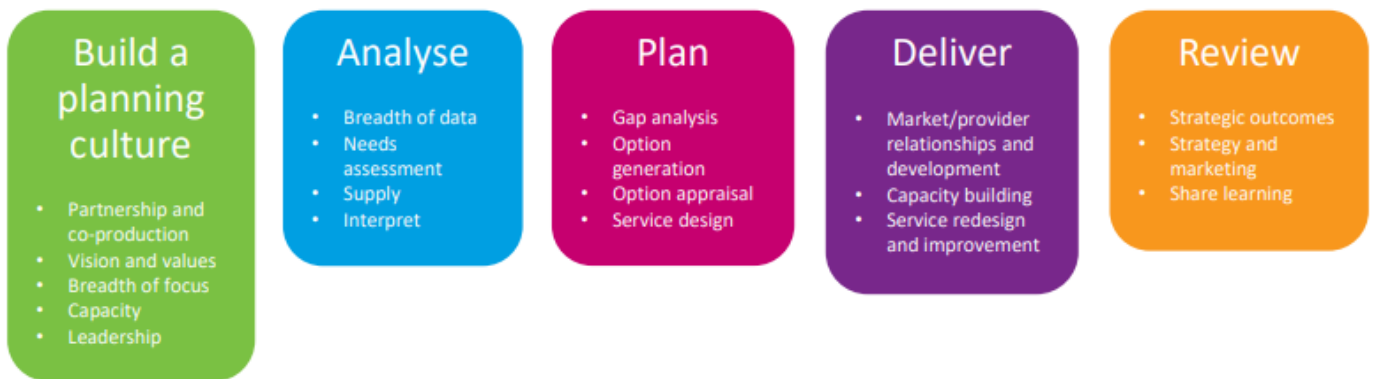 Build a
planning
culture
• Partnership and
co-production
• Vision and values
• Breadth of focus
• Capacity
• Leadership
Analyse
• Breadth of data
• Needs
assessment
• Supply
• Interpret
Plan
• Gap analysis
• Option
generation
• Option appraisal
• Service design
Deliver
• Market/provider
relationships and
development
• Capacity building
• Service redesign
and improvement
Review
• Strategic outcomes
• Strategy and
marketing
• Share learning